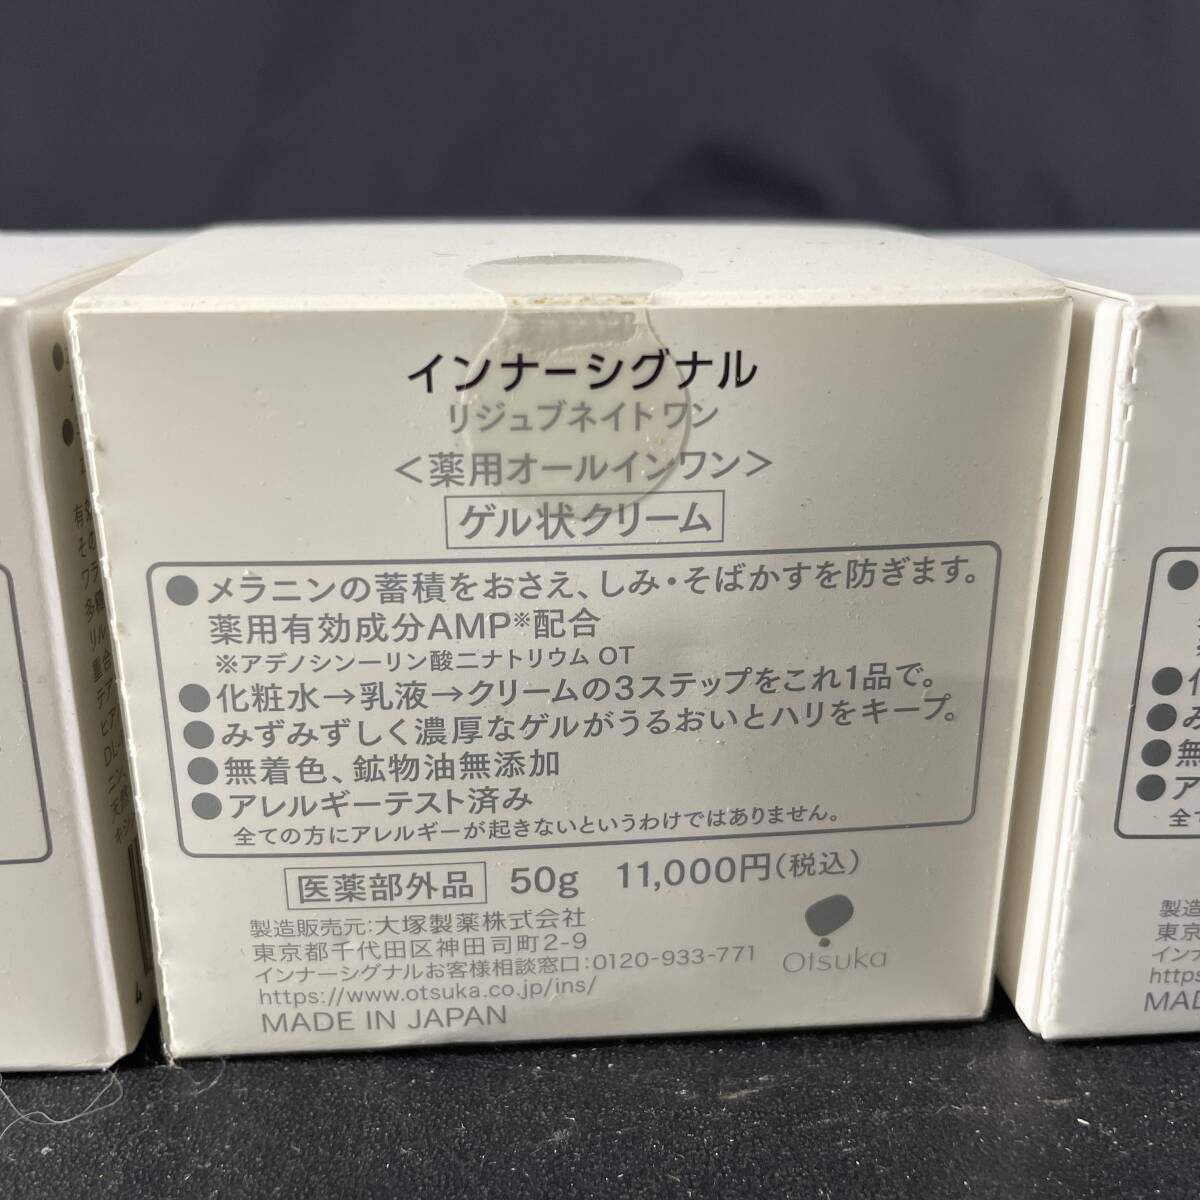 インナーシグナル
リジュブネイト ワン
＜薬用オールインワン＞
ゲル状クリーム
●メラニンの蓄積をおさえ、しみ・そばかすを防ぎます。
薬用有効成分AMP※配合
※アデノシン一リン酸二ナトリウム OT
●化粧水→乳液→クリームの3ステップをこれ1品で。
●みずみずしく濃厚なゲルがうるおいとハリをキープ。
●無着色、鉱物油無添加
●アレルギーテスト済み
全ての方にアレルギーが起きないというわけではありません。
医薬部外品 50g 11,000円(税込)
製造販売元:大塚製薬株式会社
東京都千代田区神田司町2-9
インナーシグナルお客様相談窓口:0120-933-771
https://www.otsuka.co.jp/ins/
MADE IN JAPAN
Otsuka